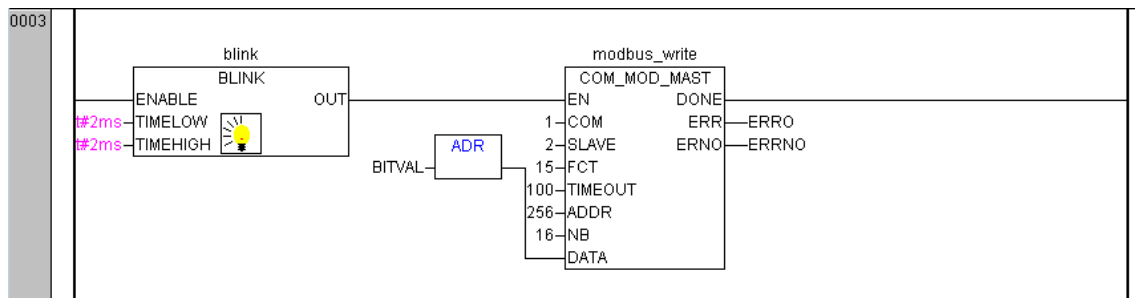 0003
blink
BLINK
ENABLE OUT
t#2ms TIMELOW
t#2ms TIMEHIGH
modbus_write
COM_MOD_MAST
EN DONE
1 COM ERR ERRO
2 SLAVE ERNO ERRNO
BITVAL ADR 15 FCT
100 TIMEOUT
256 ADDR
16 NB
DATA